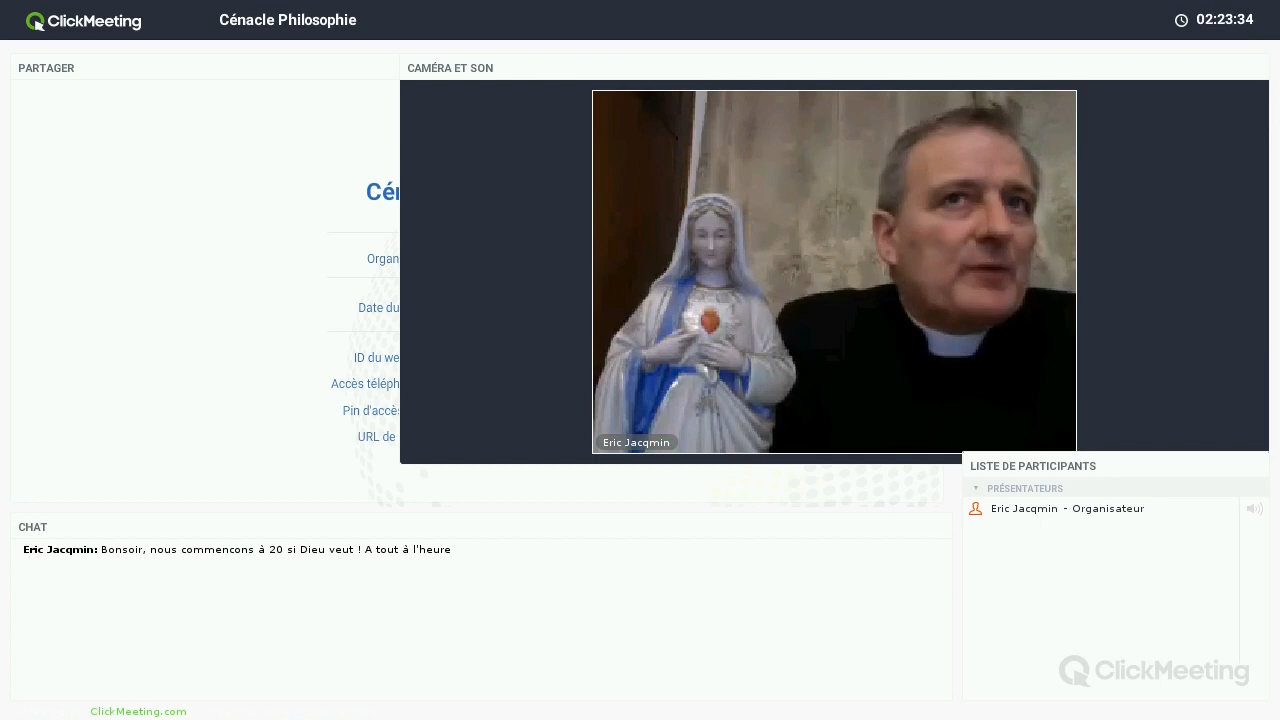 ClickMeeting
Cénacle Philosophie
02:23:34
PARTAGER
CAMÉRA ET SON
Organ
Date du
ID du we
Accès téléph
Pin d'accè
URL de
Eric Jacqmin
LISTE DE PARTICIPANTS
PRÉSENTATEURS
Eric Jacqmin - Organisateur
CHAT
Eric Jacqmin: Bonsoir, nous commencons à 20 si Dieu veut ! A tout à l'heure
ClickMeeting
ClickMeeting.com